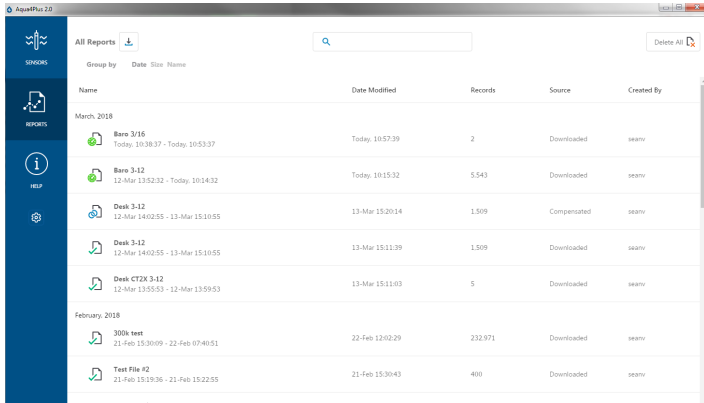 Aqua4Plus 2.0
SENSORS
REPORTS
HELP
All Reports
Delete All
Group by Date Size Name
Name Date Modified Records Source Created By
March, 2018
Baro 3/16
Today, 10:38:37 - Today, 10:53:37 Today, 10:57:39 2 Downloaded seanv
Baro 3-12
12-Mar 13:52:32 - Today, 10:14:32 Today, 10:15:32 5,543 Downloaded seanv
Desk 3-12
12-Mar 14:02:55 - 13-Mar 15:10:55 13-Mar 15:20:14 1,509 Compensated seanv
Desk 3-12
12-Mar 14:02:55 - 13-Mar 15:10:55 13-Mar 15:11:39 1,509 Downloaded seanv
Desk CT2X 3-12
12-Mar 13:55:53 - 12-Mar 13:59:53 13-Mar 15:11:03 5 Downloaded seanv
February, 2018
300k test
21-Feb 15:30:09 - 22-Feb 07:40:51 22-Feb 12:02:29 232,971 Downloaded seanv
Test File #2
21-Feb 15:19:36 - 21-Feb 15:22:55 21-Feb 15:30:43 400 Downloaded seanv